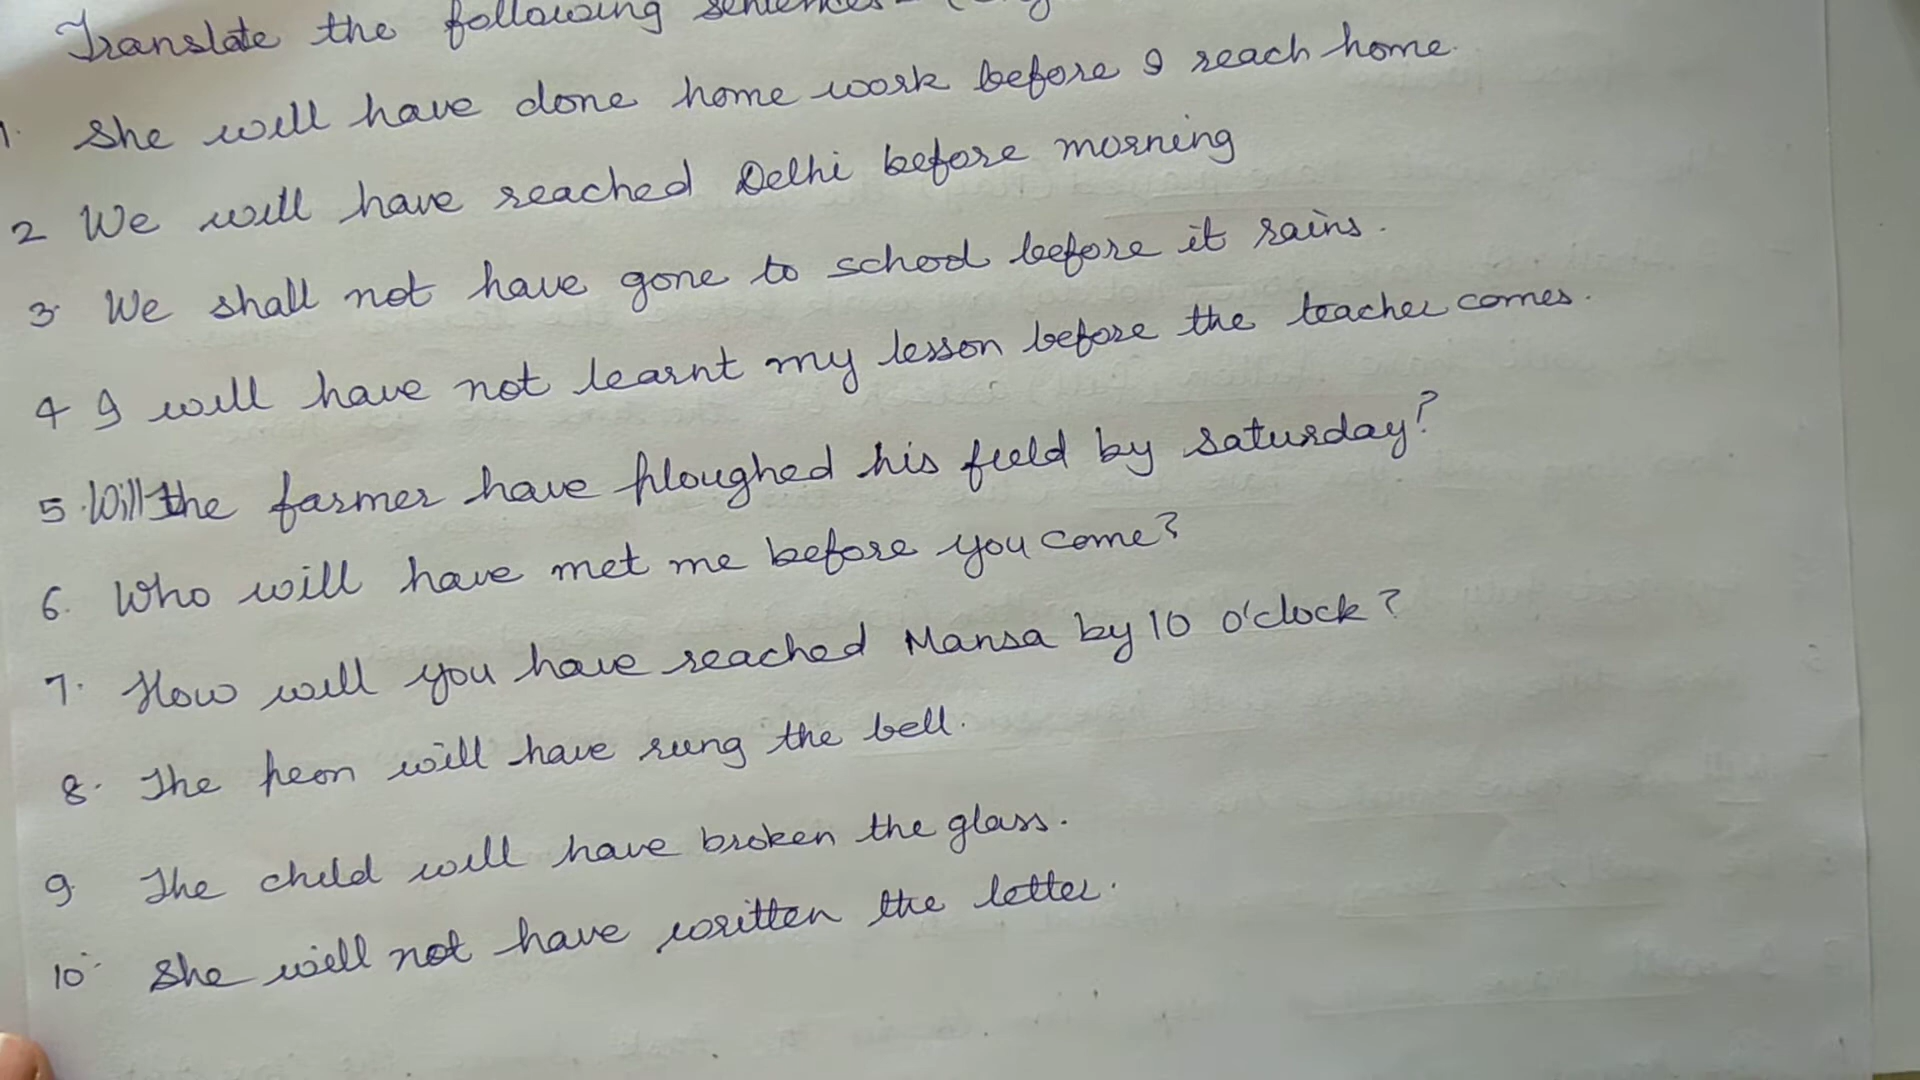 Translate the following sentences
1. She will have done home work before I reach home.
2 We will have reached Delhi before morning
3. We shall not have gone to school before it rains.
4 I will have not learnt my lesson before the teacher comes.
5. Will the farmer have ploughed his field by saturday?
6. Who will have met me before you come?
7. How will you have reached Mansa by 10 o'clock?
8. The peon will have rung the bell.
9 The child will have broken the glass.
10. She will not have written the letter.